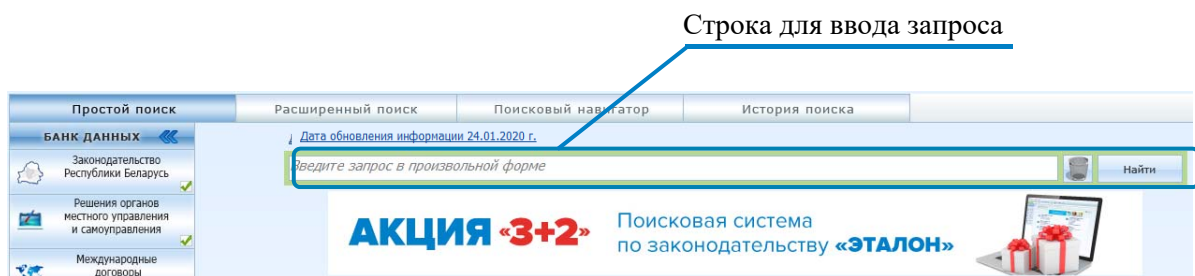 Строка для ввода запроса
Простой поиск
Расширенный поиск
Поисковый навигатор
История поиска
БАНК ДАННЫХ
Дата обновления информации 24.01.2020 г.
Введите запрос в произвольной форме
Найти
Законодательство
Республики Беларусь
Решения органов
местного управления
и самоуправления
Международные
договоры
АКЦИЯ «3+2»
Поисковая система
по законодательству «ЭТАЛОН»